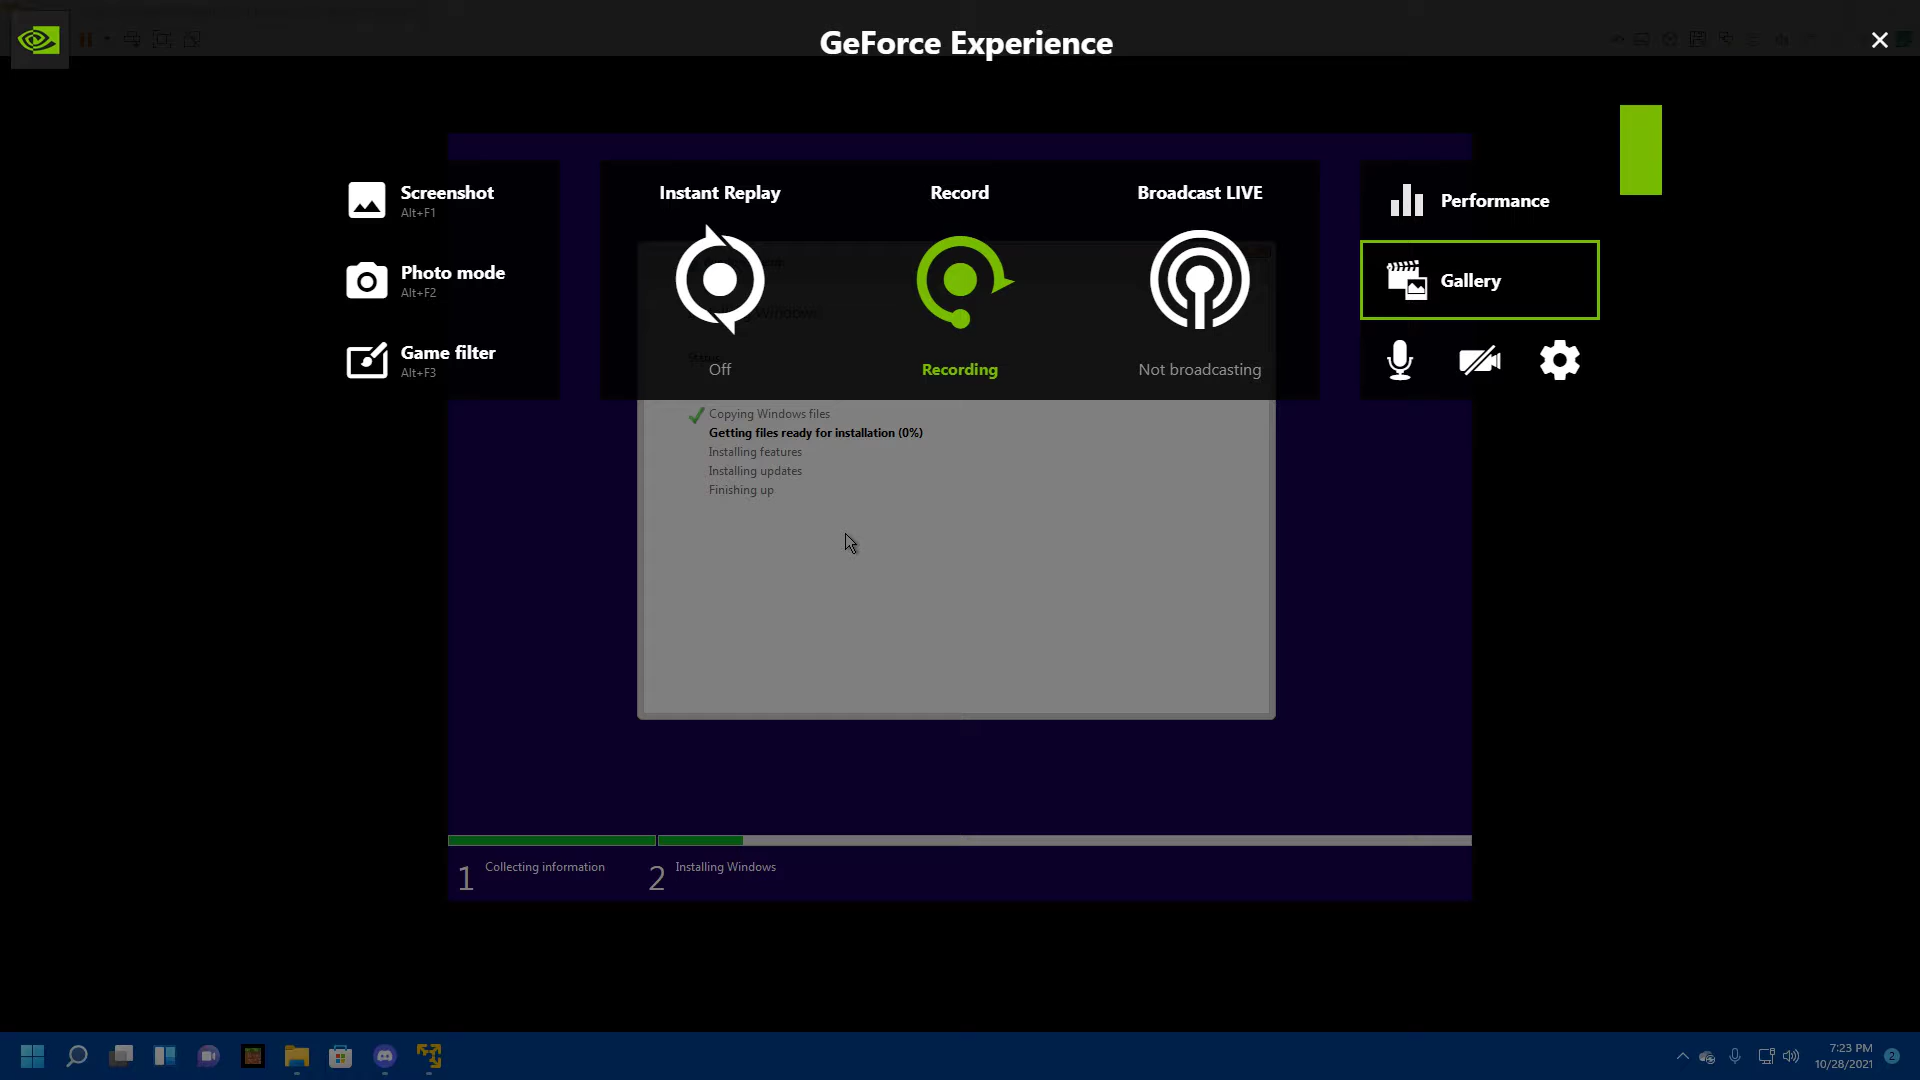 GeForce Experience
Screenshot
Alt+F1
Photo mode
Alt+F2
Game filter
Alt+F3
Instant Replay
Off
Record
Recording
Broadcast LIVE
Not broadcasting
Performance
Gallery
Windows
Status
Copying Windows files
Getting files ready for installation (0%)
Installing features
Installing updates
Finishing up
1 Collecting information
2 Installing Windows
7:23 PM
10/28/2021
2